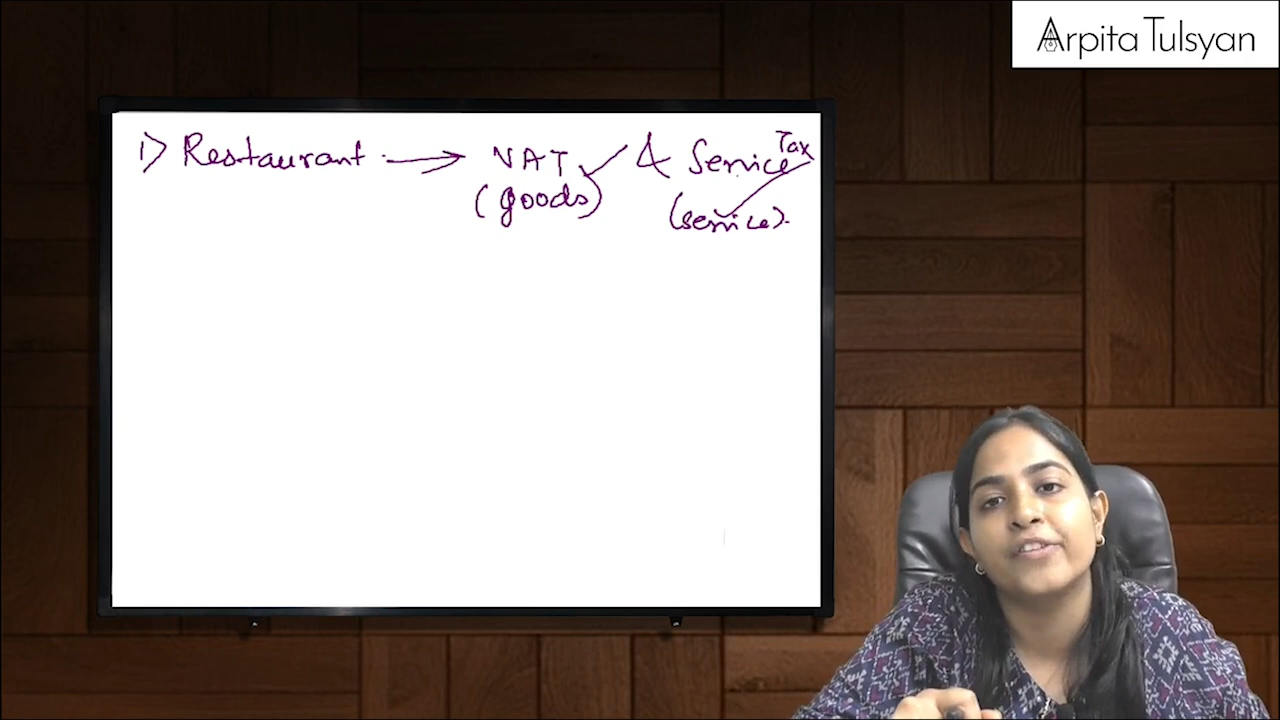 Arpita Tulsyan
1) Restaurant → VAT & Service Tax
(goods) (service).